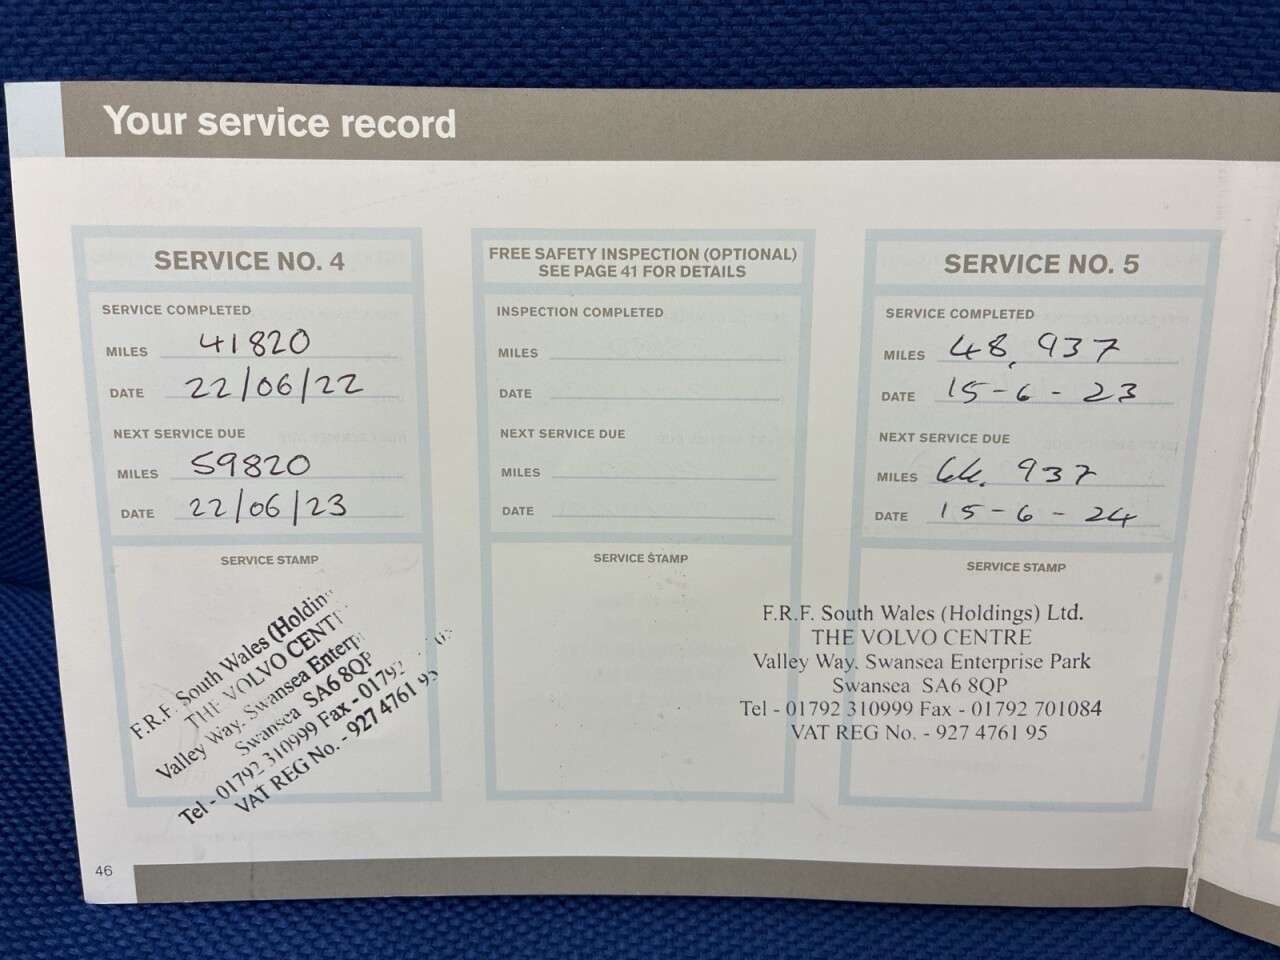 Your service record
SERVICE NO. 4
SERVICE COMPLETED
MILES 41820
DATE 22/06/22
NEXT SERVICE DUE
MILES 59820
DATE 22/06/23
SERVICE STAMP
F.R.F. South Wales (Holdin
THE VOLVO CENT
Valley Way, Swansea Enterp
Swansea SA6 8QP
Tel - 01792 310999 Fax - 01792
VAT REG No. - 927 4761 95
FREE SAFETY INSPECTION (OPTIONAL)
SEE PAGE 41 FOR DETAILS
INSPECTION COMPLETED
MILES
DATE
NEXT SERVICE DUE
MILES
DATE
SERVICE STAMP
SERVICE NO. 5
SERVICE COMPLETED
MILES 48,937
DATE 15-6-23
NEXT SERVICE DUE
MILES 66.937
DATE 15-6-24
SERVICE STAMP
F.R.F. South Wales (Holdings) Ltd.
THE VOLVO CENTRE
Valley Way, Swansea Enterprise Park
Swansea SA6 8QP
Tel - 01792 310999 Fax - 01792 701084
VAT REG No. - 927 4761 95
46